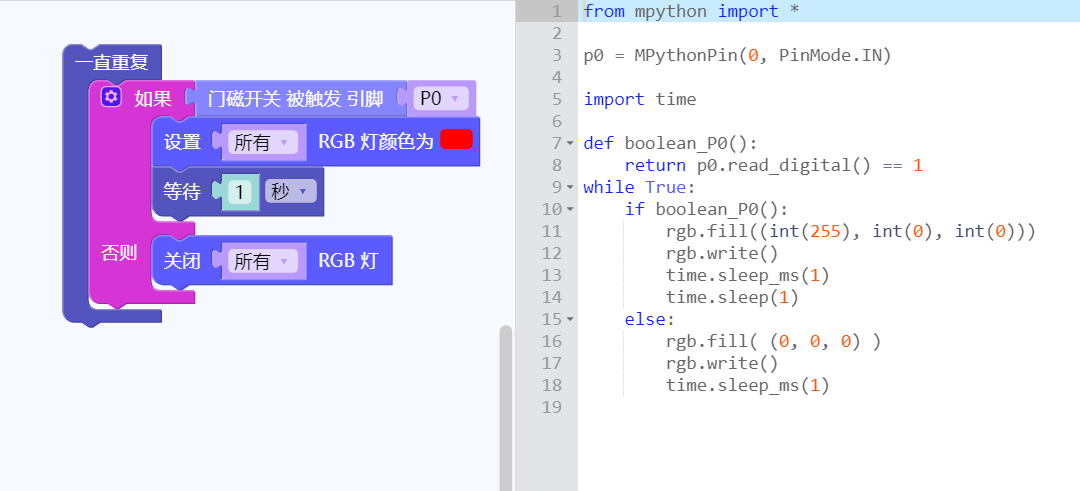 一直重复
如果 门磁开关 被触发 引脚 P0
设置 所有 RGB 灯颜色为
等待 1 秒
否则
关闭 所有 RGB 灯
1 from mpython import *
2
3 p0 = MPythonPin(0, PinMode.IN)
4
5 import time
6
7 def boolean_P0():
8     return p0.read_digital() == 1
9 while True:
10     if boolean_P0():
11         rgb.fill((int(255), int(0), int(0)))
12         rgb.write()
13         time.sleep_ms(1)
14         time.sleep(1)
15     else:
16         rgb.fill( (0, 0, 0) )
17         rgb.write()
18         time.sleep_ms(1)
19